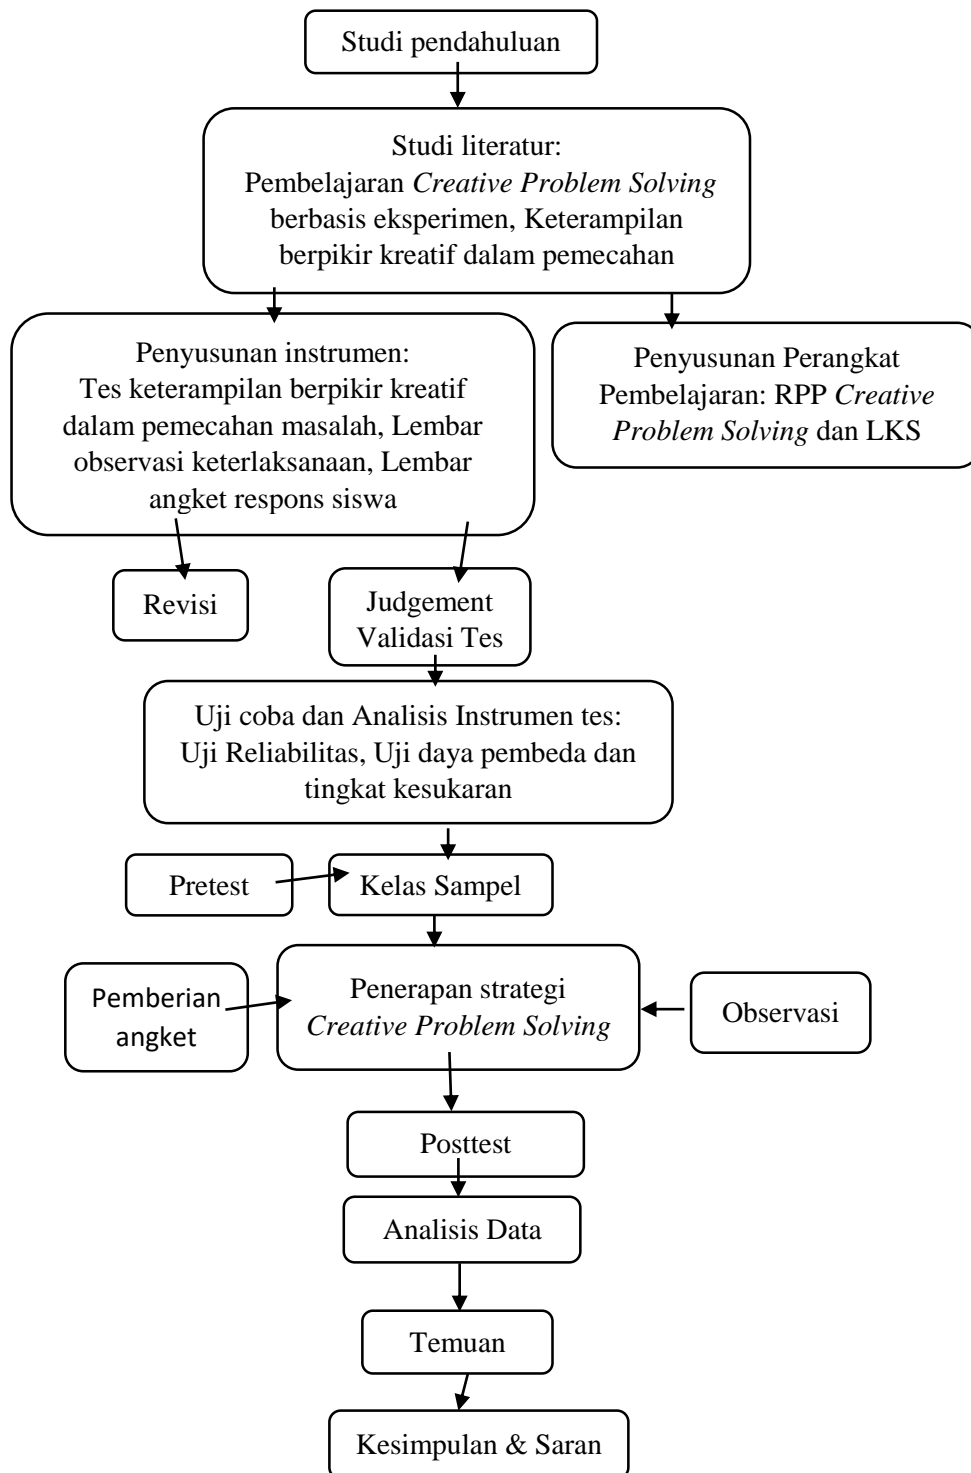 Studi pendahuluan
Studi literatur:
Pembelajaran Creative Problem Solving
berbasis eksperimen, Keterampilan
berpikir kreatif dalam pemecahan
Penyusunan instrumen:
Tes keterampilan berpikir kreatif
dalam pemecahan masalah, Lembar
observasi keterlaksanaan, Lembar
angket respons siswa
Penyusunan Perangkat
Pembelajaran: RPP Creative
Problem Solving dan LKS
Revisi
Judgement
Validasi Tes
Uji coba dan Analisis Instrumen tes:
Uji Reliabilitas, Uji daya pembeda dan
tingkat kesukaran
Pretest
Kelas Sampel
Pemberian
angket
Penerapan strategi
Creative Problem Solving
Observasi
Posttest
Analisis Data
Temuan
Kesimpulan & Saran